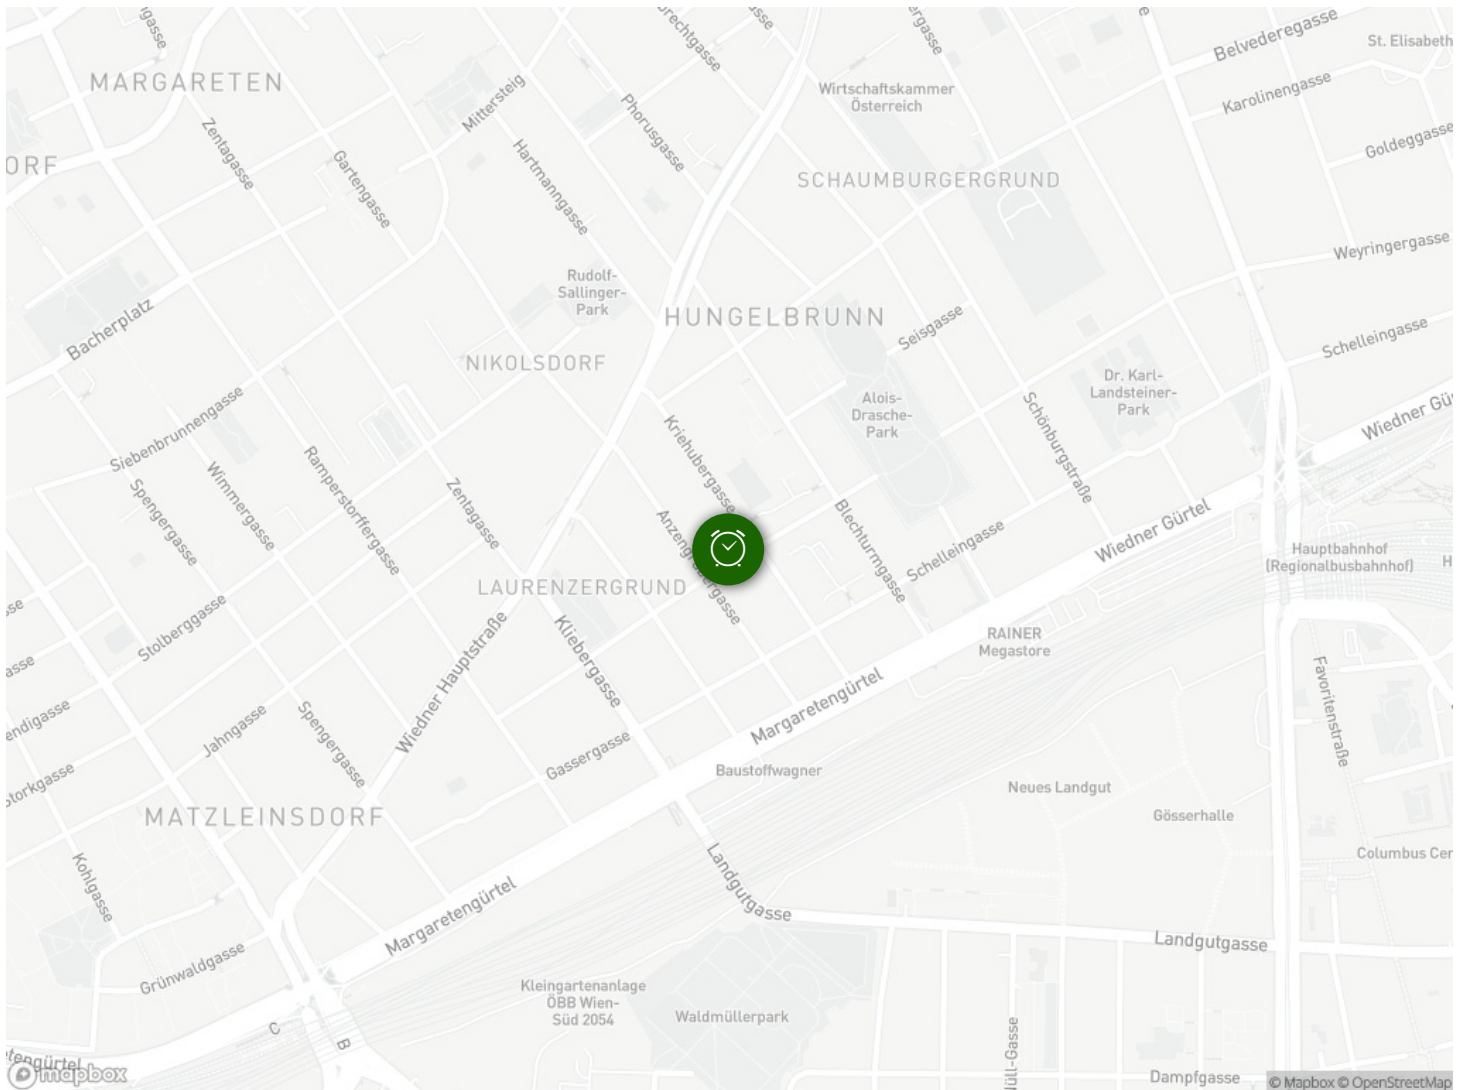 MARGARETEN
Mittersteig
Phorusgasse
Wirtschaftskammer
Österreich
Belvederegasse
St. Elisabeth
Karolinengasse
Goldeggasse
Zentagasse
Gartengasse
Hartmanngasse
SCHAUMBURGERGRUND
Weyringergasse
Rudolf-
Sallinger-
Park
HUNGELBRUNN
Seisgasse
Schelleingasse
Bacherplatz
NIKOLSDORF
Dr. Karl-
Landsteiner-
Park
Alois-
Drasche-
Park
Schönburgstraße
Wiedner Gür
Siebenbrunnengasse
Kriehubergasse
Spengergasse
Wimmergasse
Ramperstorffergasse
Zentagasse
Blechturmgasse
Wiedner Gürtel
Schelleingasse
Hauptbahnhof
(Regionalbusbahnhof)
H
LAURENZERGRUND
Stolberggasse
Kliebergasse
Wiedner Hauptstraße
RAINER
Megastore
Favoritenstraße
Margaretengürtel
Jahngasse
Spengergasse
Gassergasse
Storkgasse
Baustoffwagner
Neues Landgut
Gösserhalle
MATZLEINSDORF
Columbus Cen
Kohlgasse
Landgutgasse
Margaretengürtel
Landgutgasse
Grünwaldgasse
Kleingartenanlage
ÖBB Wien-
Süd 2054
Waldmüllerpark
C
B
Dampfgasse
mapbox
© Mapbox © OpenStreetMap